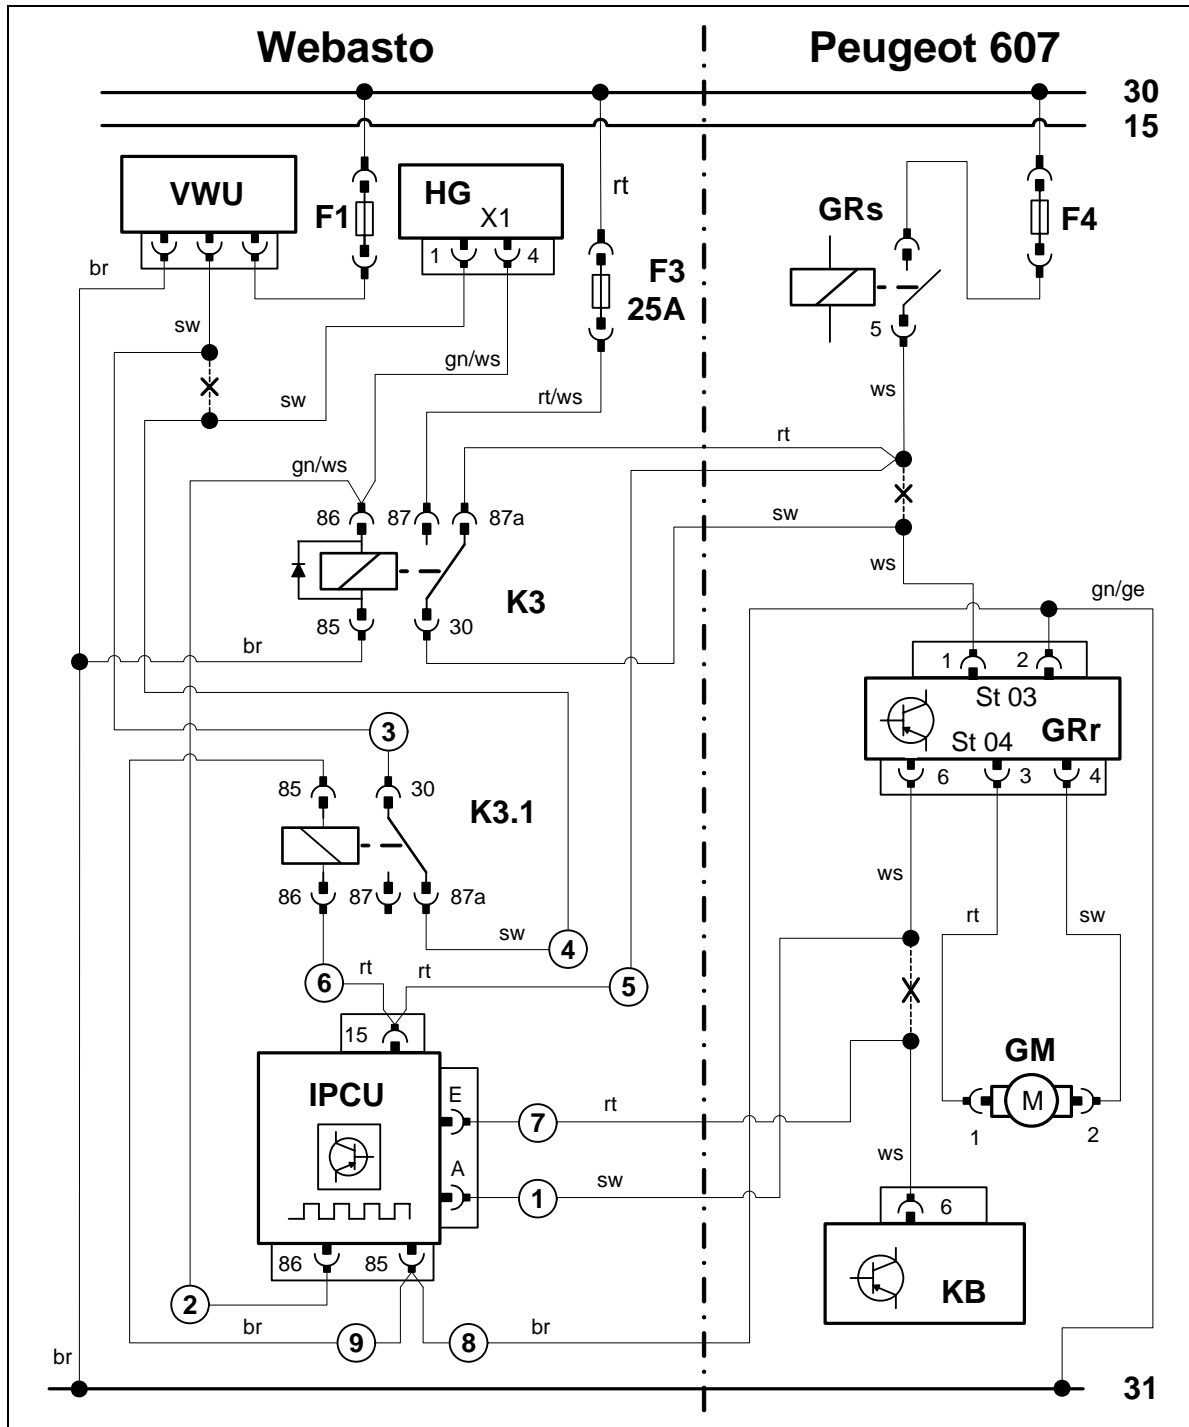 Webasto
Peugeot 607
30
15
VWU
F1
HG
X1
1
4
rt
F3
25A
GRs
F4
5
br
sw
gn/ws
rt/ws
ws
sw
rt
gn/ws
86
87
87a
sw
ws
gn/ge
K3
85
30
br
1
2
St 03
GRr
St 04
6
3
4
3
85
30
K3.1
86
87
87a
sw
4
ws
rt
sw
6
rt
rt
5
15
IPCU
E
7
rt
GM
M
1
2
A
1
sw
ws
6
KB
86
85
2
br
9
8
br
br
31